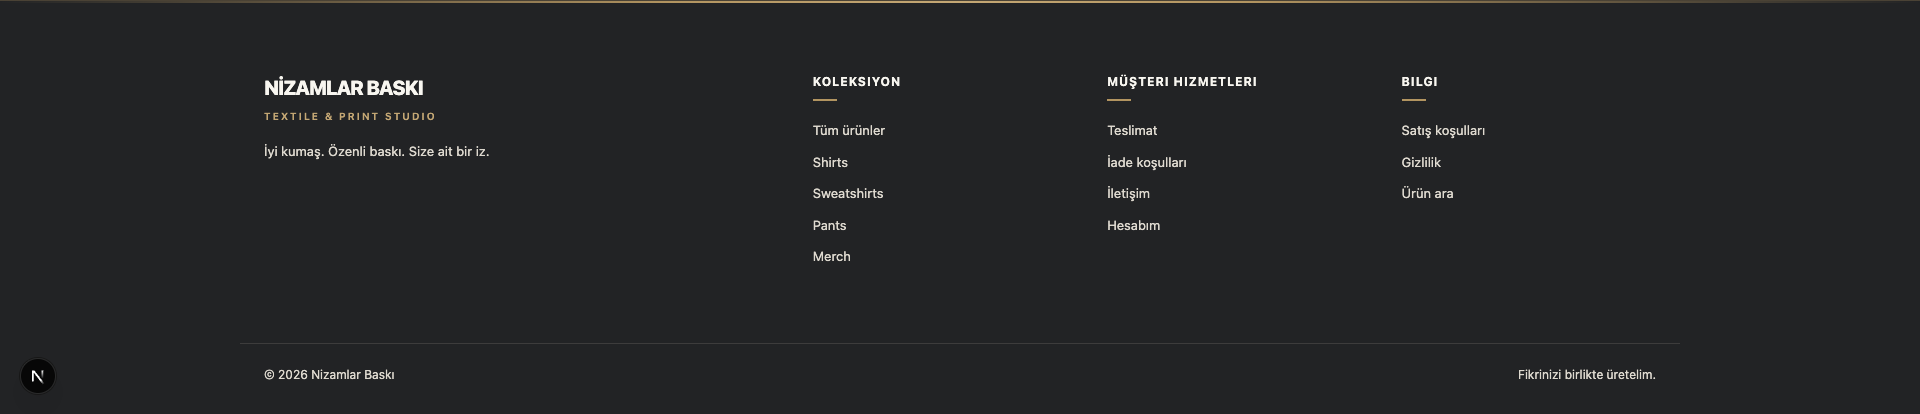 NİZAMLAR BASKI
TEXTILE & PRINT STUDIO
İyi kumaş. Özenli baskı. Size ait bir iz.
KOLEKSIYON
Tüm ürünler
Shirts
Sweatshirts
Pants
Merch
MÜŞTERI HIZMETLERI
Teslimat
İade koşulları
İletişim
Hesabım
BILGI
Satış koşulları
Gizlilik
Ürün ara
N
© 2026 Nizamlar Baskı
Fikrinizi birlikte üretelim.